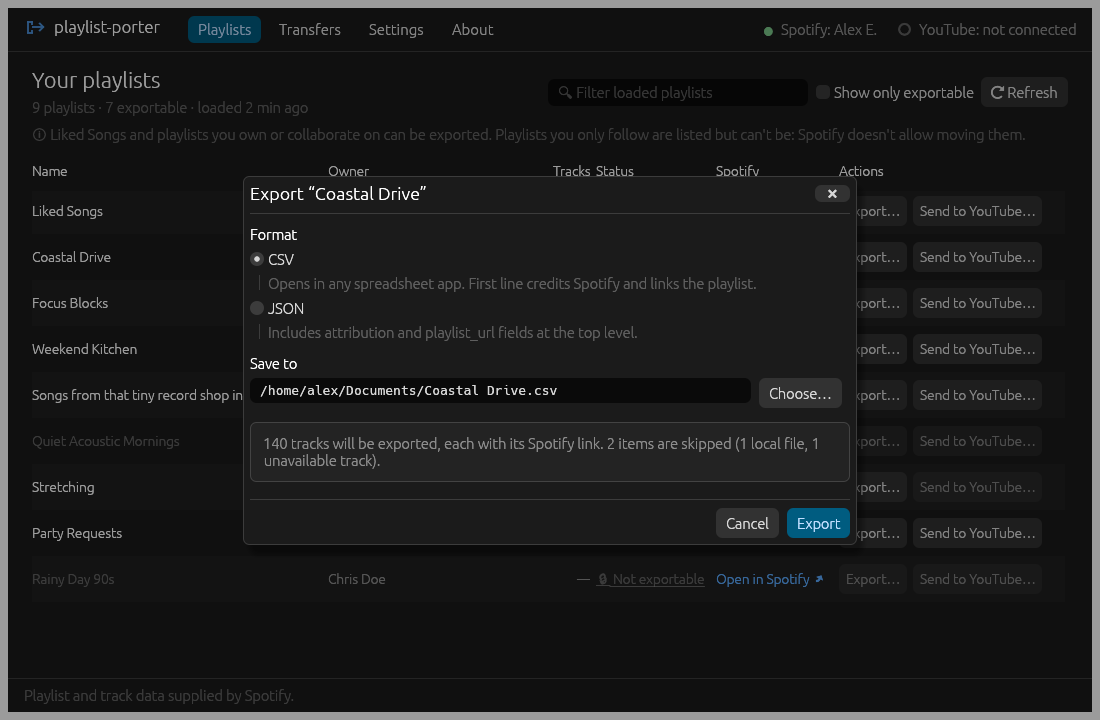 playlist-porter Playlists Transfers Settings About Spotify: Alex E. YouTube: not connected
Your playlists
9 playlists · 7 exportable · loaded 2 min ago
Filter loaded playlists Show only exportable Refresh
Liked Songs and playlists you own or collaborate on can be exported. Playlists you only follow are listed but can't be: Spotify doesn't allow moving them.
Name Owner Tracks Status Spotify Actions
Export “Coastal Drive”
Liked Songs
xport… Send to YouTube…
Format
Coastal Drive
CSV
xport… Send to YouTube…
Opens in any spreadsheet app. First line credits Spotify and links the playlist.
Focus Blocks
JSON
xport… Send to YouTube…
Includes attribution and playlist_url fields at the top level.
Weekend Kitchen
xport… Send to YouTube…
Save to
Songs from that tiny record shop in
/home/alex/Documents/Coastal Drive.csv Choose…
xport… Send to YouTube…
Quiet Acoustic Mornings
140 tracks will be exported, each with its Spotify link. 2 items are skipped (1 local file, 1
unavailable track).
xport… Send to YouTube…
Stretching
xport… Send to YouTube…
Party Requests
Cancel Export
xport… Send to YouTube…
Rainy Day 90s Chris Doe — Not exportable Open in Spotify Export… Send to YouTube…
Playlist and track data supplied by Spotify.